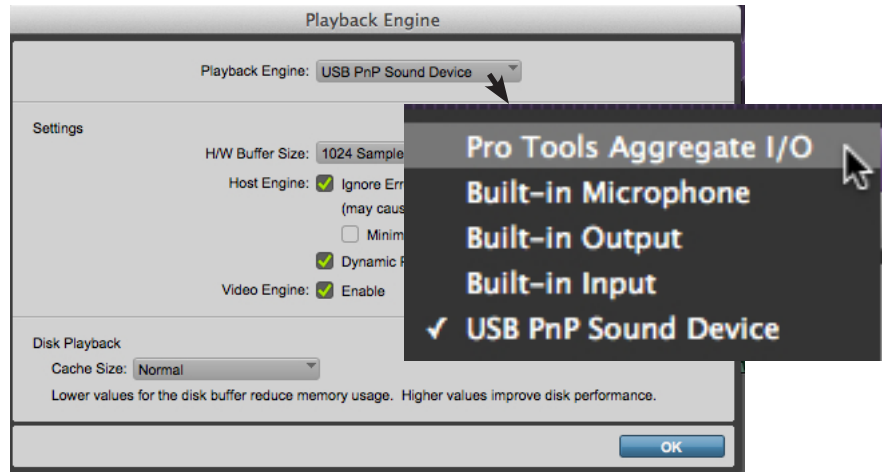 Playback Engine
Playback Engine: USB PnP Sound Device
Settings
H/W Buffer Size: 1024 Sample
Host Engine: Ignore Err
(may caus
Minim
Dynamic
Video Engine: Enable
Pro Tools Aggregate I/O
Built-in Microphone
Built-in Output
Built-in Input
✓ USB PnP Sound Device
Disk Playback
Cache Size: Normal
Lower values for the disk buffer reduce memory usage. Higher values improve disk performance.
OK